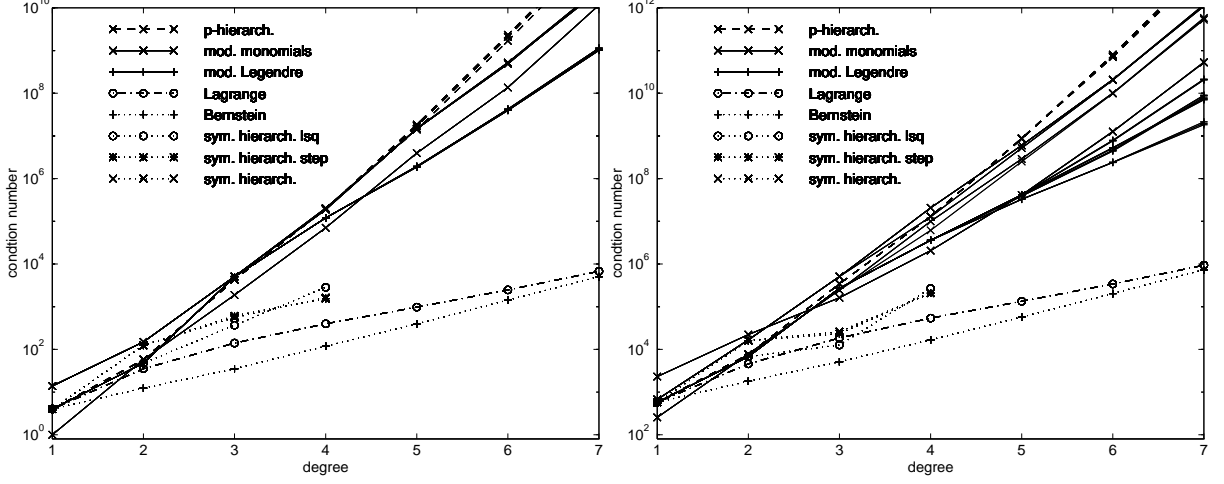 10^10
10^8
10^6
10^4
10^2
10^0
condtion number
p-hierarch.
mod. monomials
mod. Legendre
Lagrange
Bernstein
sym. hierarch. lsq
sym. hierarch. step
sym. hierarch.
1 2 3 4 5 6 7
degree
10^12
10^10
10^8
10^6
10^4
10^2
condtion number
p-hierarch.
mod. monomials
mod. Legendre
Lagrange
Bernstein
sym. hierarch. lsq
sym. hierarch. step
sym. hierarch.
1 2 3 4 5 6 7
degree